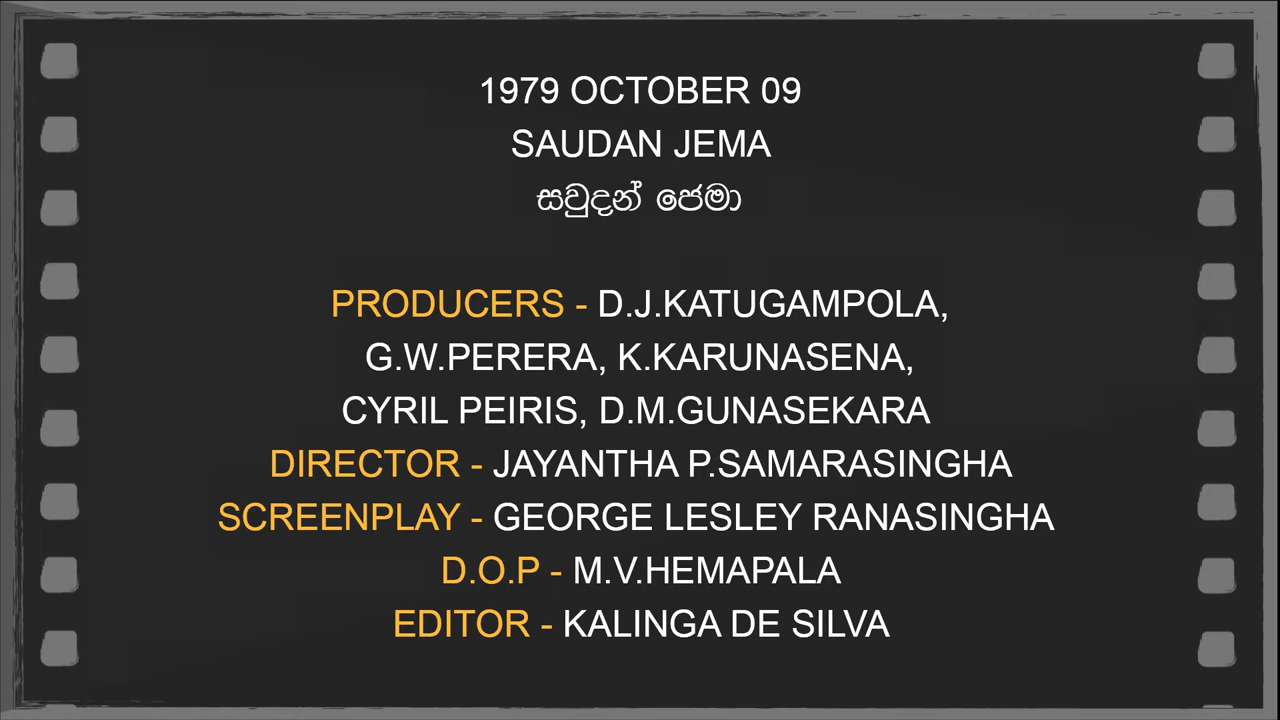 1979 OCTOBER 09
SAUDAN JEMA
සවුදන් ජෙමා
PRODUCERS - D.J.KATUGAMPOLA,
G.W.PERERA, K.KARUNASENA,
CYRIL PEIRIS, D.M.GUNASEKARA
DIRECTOR - JAYANTHA P.SAMARASINGHA
SCREENPLAY - GEORGE LESLEY RANASINGHA
D.O.P - M.V.HEMAPALA
EDITOR - KALINGA DE SILVA